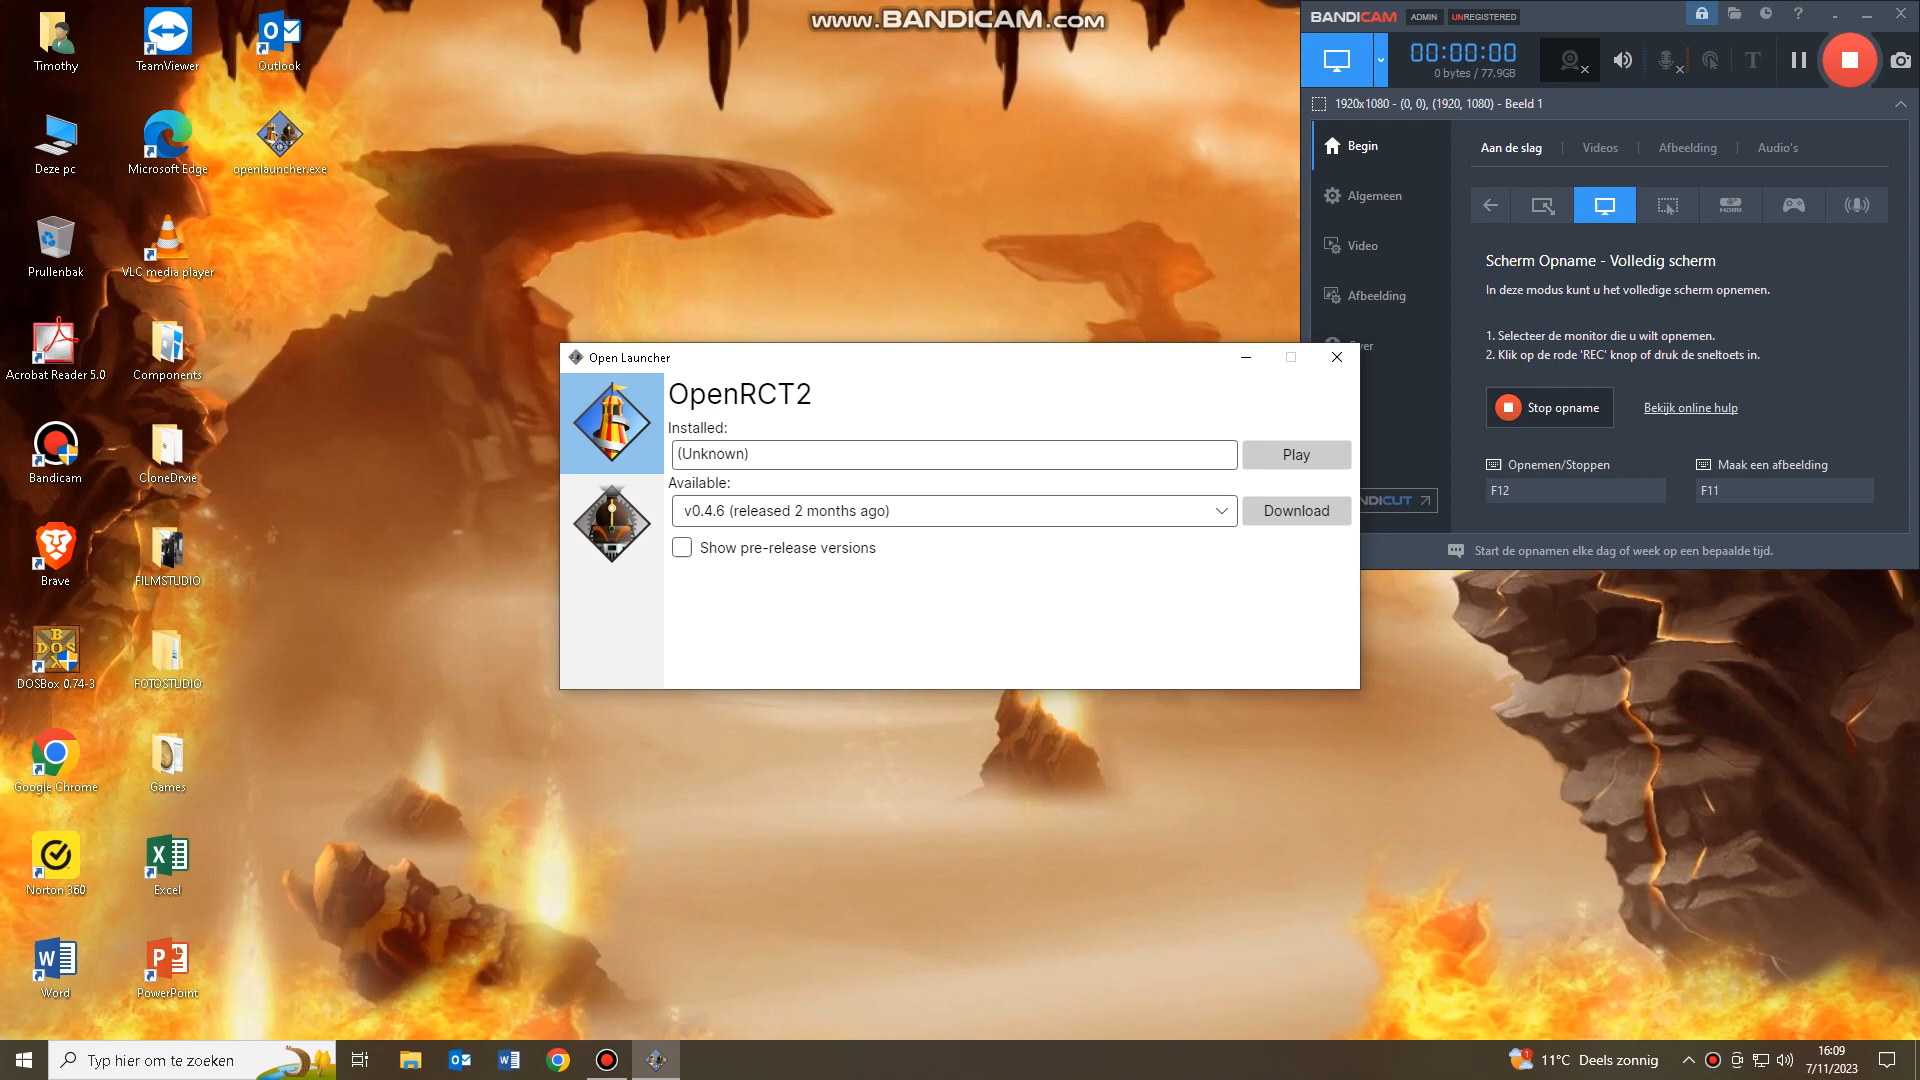 www.BANDICAM.com
Timothy
TeamViewer
Outlook
Deze pc
Microsoft Edge
openlauncher.exe
Prullenbak
VLC media player
Acrobat Reader 5.0
Components
Bandicam
CloneDrvie
Brave
FILMSTUDIO
DOSBox 0.74-3
FOTOSTUDIO
Google Chrome
Games
Norton 360
Excel
Word
PowerPoint
BANDICAM ADMIN UNREGISTERED
00:00:00
0 bytes / 77.9GB
1920x1080 - (0, 0), (1920, 1080) - Beeld 1
Begin
Algemeen
Video
Afbeelding
Aan de slag
Videos
Afbeelding
Audio's
HDMI
Scherm Opname - Volledig scherm
In deze modus kunt u het volledige scherm opnemen.
1. Selecteer de monitor die u wilt opnemen.
2. Klik op de rode 'REC' knop of druk de sneltoets in.
Stop opname
Bekijk online hulp
Opnemen/Stoppen
Maak een afbeelding
F12
F11
NDICUT
Start de opnamen elke dag of week op een bepaalde tijd.
Open Launcher
OpenRCT2
Installed:
(Unknown)
Play
Available:
v0.4.6 (released 2 months ago)
Download
Show pre-release versions
Typ hier om te zoeken
11°C Deels zonnig
16:09
7/11/2023